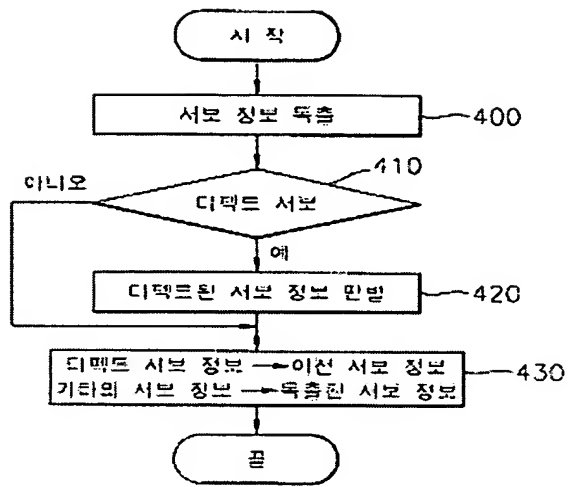 시 작
서보 정보 독출
400
410
디펙트 서보
아니오
예
디펙트된 서보 정보 판별
420
디펙트 서보 정보 → 이전 서보 정보
기타의 서보 정보 → 독출된 서보 정보
430
끝